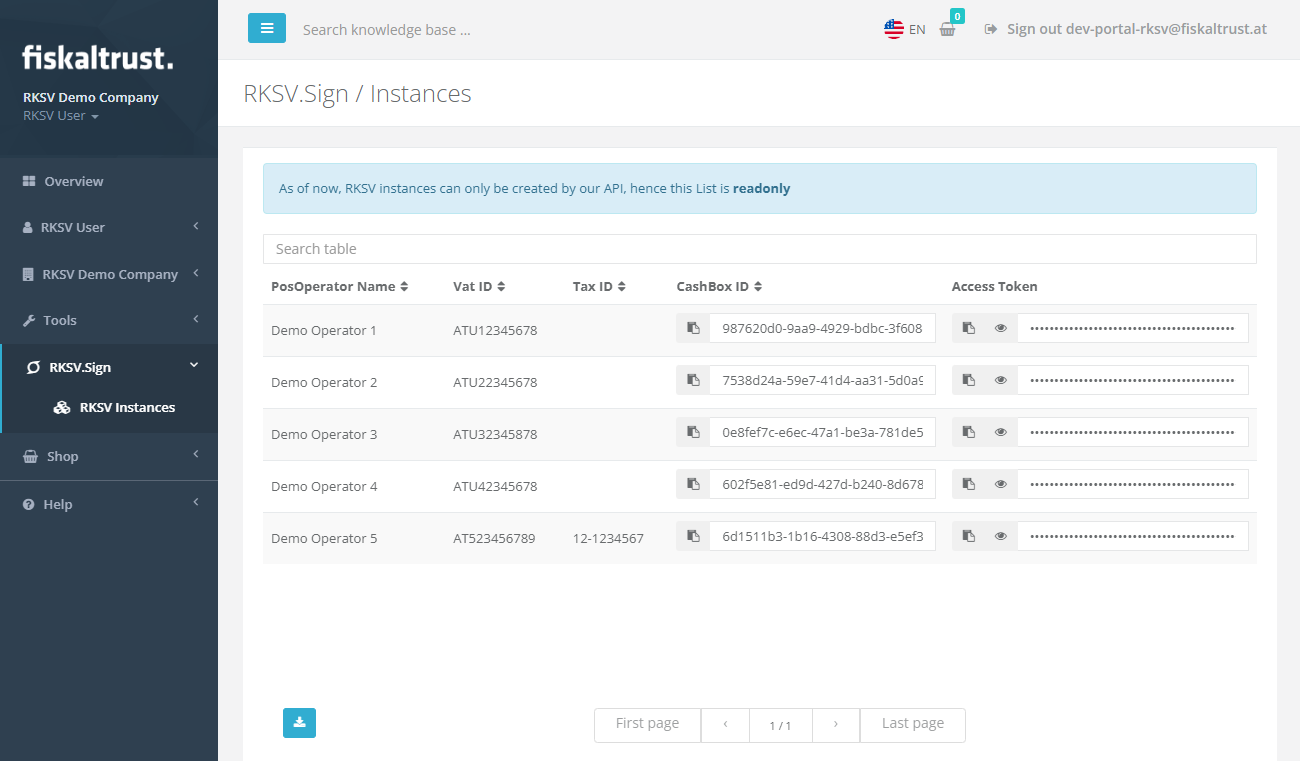 fiskaltrust.
RKSV Demo Company
RKSV User
Overview
RKSV User
RKSV Demo Company
Tools
RKSV.Sign
RKSV Instances
Shop
Help
Search knowledge base ...
EN
0
Sign out dev-portal-rksv@fiskaltrust.at
RKSV.Sign / Instances
As of now, RKSV instances can only be created by our API, hence this List is readonly
Search table
PosOperator Name Vat ID Tax ID CashBox ID Access Token
Demo Operator 1 ATU12345678 987620d0-9aa9-4929-bdbc-3f608
Demo Operator 2 ATU22345678 7538d24a-59e7-41d4-aa31-5d0a9
Demo Operator 3 ATU32345878 0e8fef7c-e6ec-47a1-be3a-781de5
Demo Operator 4 ATU42345678 602f5e81-ed9d-427d-b240-8d678
Demo Operator 5 AT523456789 12-1234567 6d1511b3-1b16-4308-88d3-e5ef3
First page ‹ 1 / 1 › Last page